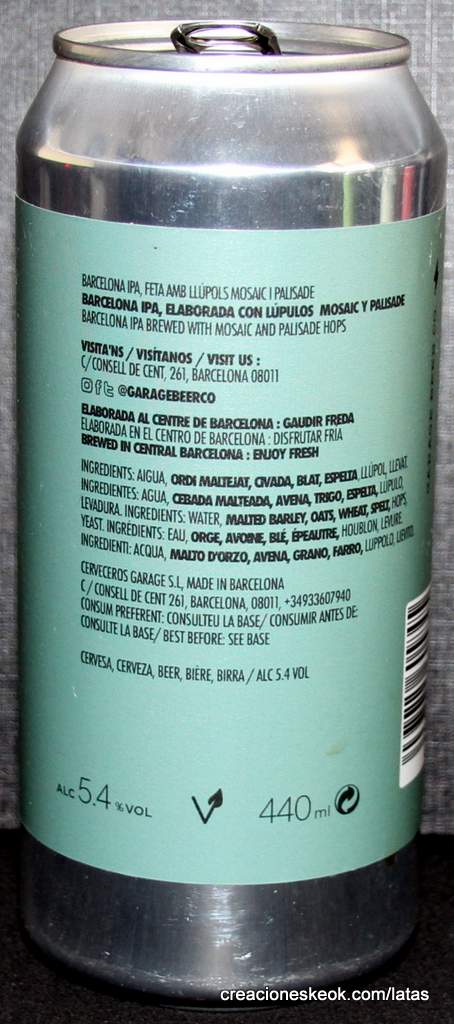 BARCELONA IPA, FETA AMB LLÚPOLS MOSAIC I PALISADE
BARCELONA IPA, ELABORADA CON LÚPULOS MOSAIC Y PALISADE
BARCELONA IPA BREWED WITH MOSAIC AND PALISADE HOPS
VISITA'NS / VISÍTANOS / VISIT US :
C/CONSELL DE CENT, 261, BARCELONA 08011
@GARAGEBEERCO
ELABORADA AL CENTRE DE BARCELONA : GAUDIR FREDA
ELABORADA EN EL CENTRO DE BARCELONA : DISFRUTAR FRIA
BREWED IN CENTRAL BARCELONA : ENJOY FRESH
INGREDIENTS: AIGUA, ORDI MALTEJAT, CIVADA, BLAT, ESPELTA, LLÚPOL, LLEVAT.
INGREDIENTES: AGUA, CEBADA MALTEADA, AVENA, TRIGO, ESPELTA, LÚPULO,
LEVADURA. INGREDIENTS: WATER, MALTED BARLEY, OATS, WHEAT, SPELT, HOPS,
YEAST. INGRÉDIENTS: EAU, ORGE, AVOINE, BLÉ, ÉPEAUTRE, HOUBLON, LEVURE.
INGREDIENTI: ACQUA, MALTO D'ORZO, AVENA, GRANO, FARRO, LUPPOLO, LIEVITO.
CERVECEROS GARAGE S.L, MADE IN BARCELONA
C/ CONSELL DE CENT 261, BARCELONA, 08011, +34933607940
CONSUM PREFERENT: CONSULTEU LA BASE/ CONSUMIR ANTES DE:
CONSULTE LA BASE/ BEST BEFORE: SEE BASE
CERVESA, CERVEZA, BEER, BIÈRE, BIRRA / ALC 5.4 VOL
ALC 5.4 % VOL
440 ml
GARAGE BEER CO.
creacioneskeok.com/latas